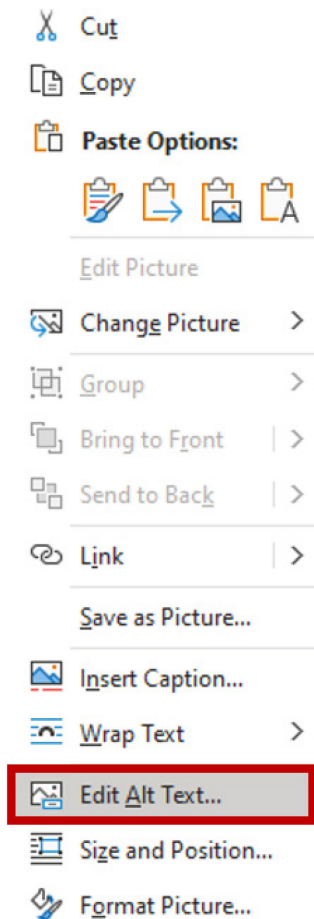 Cut
Copy
Paste Options:
A
Edit Picture
Change Picture
Group
Bring to Front
Send to Back
Link
Save as Picture...
Insert Caption...
Wrap Text
Edit Alt Text...
Size and Position...
Format Picture...